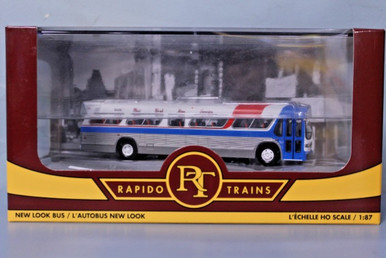 RAPIDO RT TRAINS
NEW LOOK BUS / L'AUTOBUS NEW LOOK
L'ÉCHELLE HO SCALE / 1:87